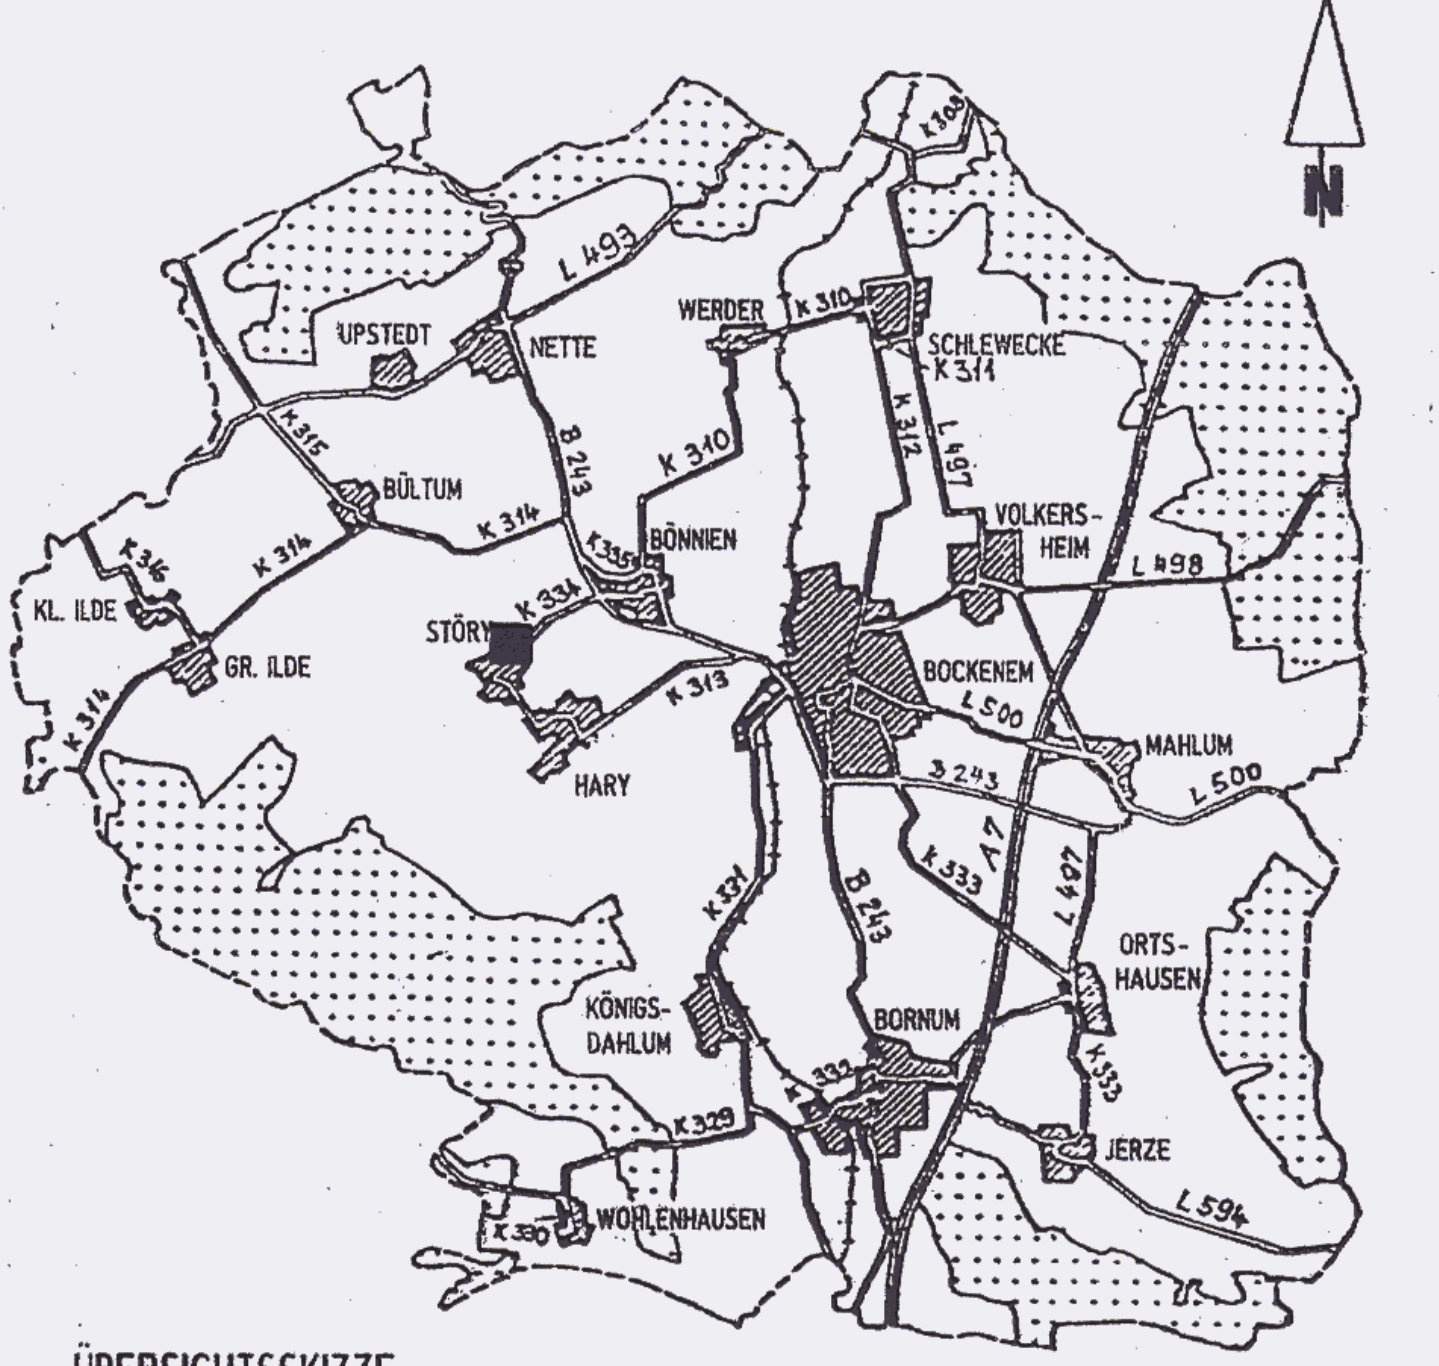 K 308
N
L 493
WERDER
K 310
UPSTEDT
NETTE
SCHLEWECKE
K 311
K 315
B 243
K 312
L 497
K 310
BÜLTUM
K 314
VOLKERS-
HEIM
K 314
K 316
K 335
BÖNNIEN
L 498
KL. ILDE
K 334
STÖRY
GR. ILDE
BOCKENEM
K 313
L 500
K 314
MAHLUM
HARY
B 243
L 500
A 7
K 333
L 497
K 331
B 243
ORTS-
HAUSEN
KÖNIGS-
DAHLUM
BORNUM
K 332
K 333
K 329
JERZE
WOHLENHAUSEN
K 330
L 594
ÜBERSICHTSSKIZZE